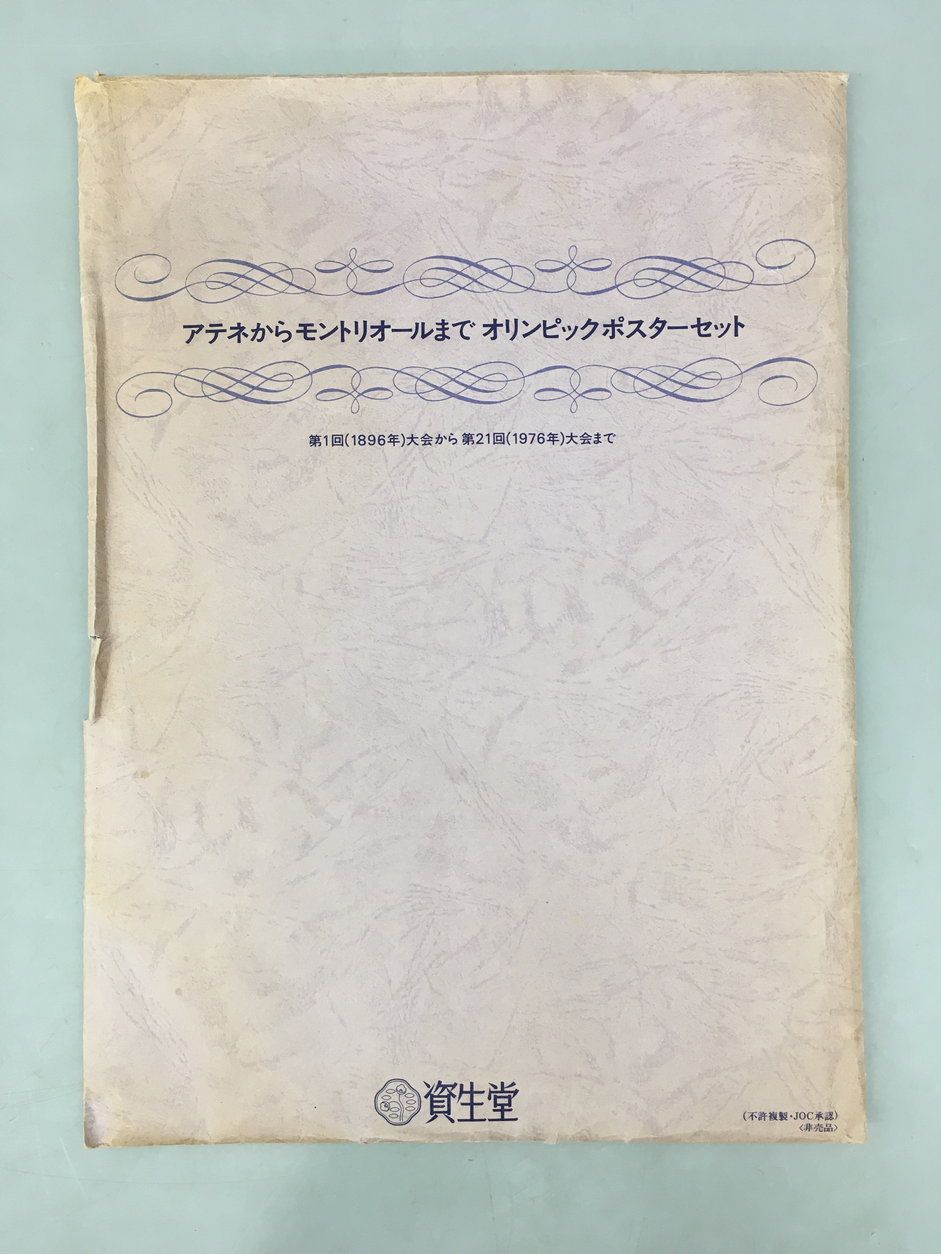 アテネからモントリオールまで オリンピックポスターセット
第1回(1896年)大会から 第21回(1976年)大会まで
資生堂
(不許複製・JOC承認)
〈非売品〉